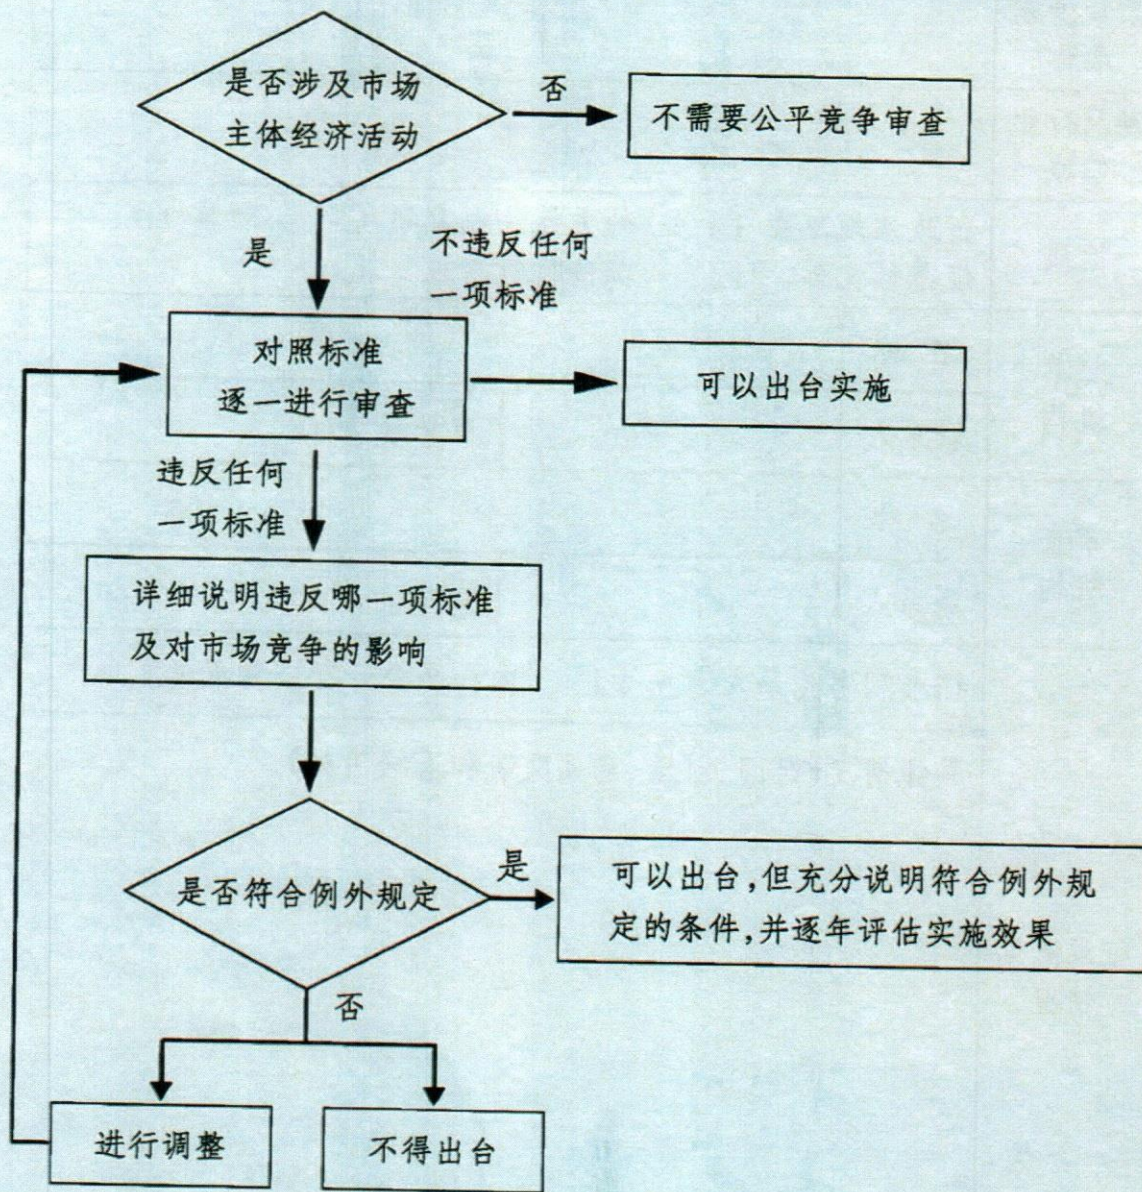 是否涉及市场
主体经济活动
否
不需要公平竞争审查
是
不违反任何
一项标准
对照标准
逐一进行审查
可以出台实施
违反任何
一项标准
详细说明违反哪一项标准
及对市场竞争的影响
是否符合例外规定
是
可以出台,但充分说明符合例外规
定的条件,并逐年评估实施效果
否
进行调整
不得出台